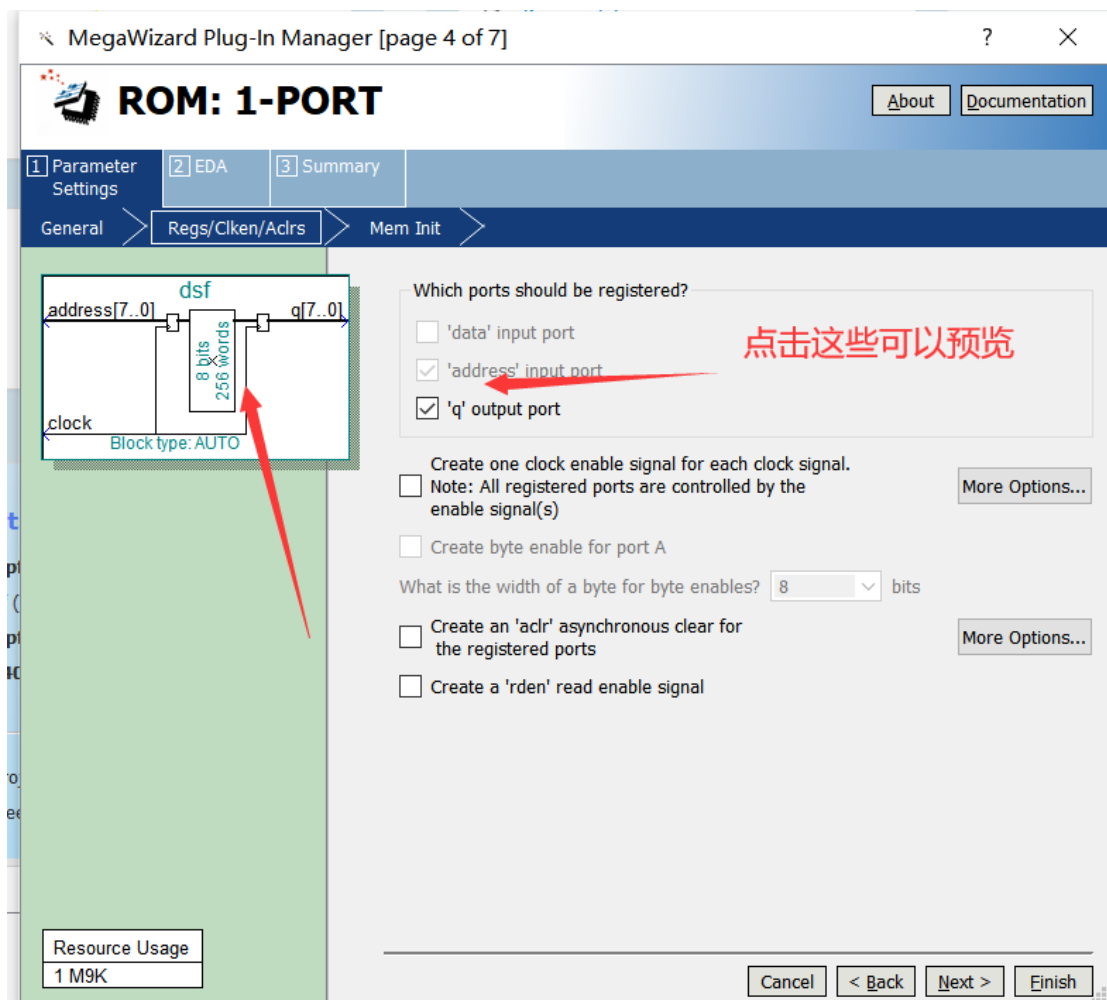 MegaWizard Plug-In Manager [page 4 of 7]
?
ROM: 1-PORT
About
Documentation
1 Parameter Settings
2 EDA
3 Summary
General
Regs/Clken/Aclrs
Mem Init
dsf
address[7..0]
q[7..0]
8 bits
256 words
clock
Block type: AUTO
Which ports should be registered?
'data' input port
点击这些可以预览
'address' input port
'q' output port
Create one clock enable signal for each clock signal.
Note: All registered ports are controlled by the
enable signal(s)
More Options...
Create byte enable for port A
What is the width of a byte for byte enables?
8
bits
Create an 'aclr' asynchronous clear for
the registered ports
More Options...
Create a 'rden' read enable signal
Resource Usage
1 M9K
Cancel
< Back
Next >
Finish